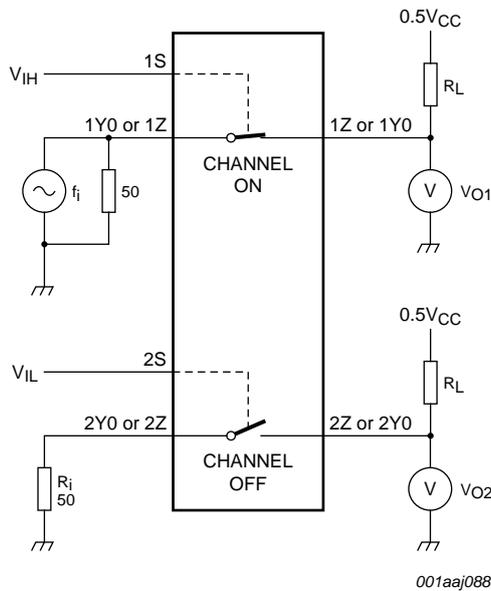 0.5VCC
VIH
1S
RL
1Y0 or 1Z
1Z or 1Y0
CHANNEL
ON
fi
50
V
VO1
0.5VCC
VIL
2S
RL
2Y0 or 2Z
2Z or 2Y0
CHANNEL
OFF
Ri
50
V
VO2
001aaj088